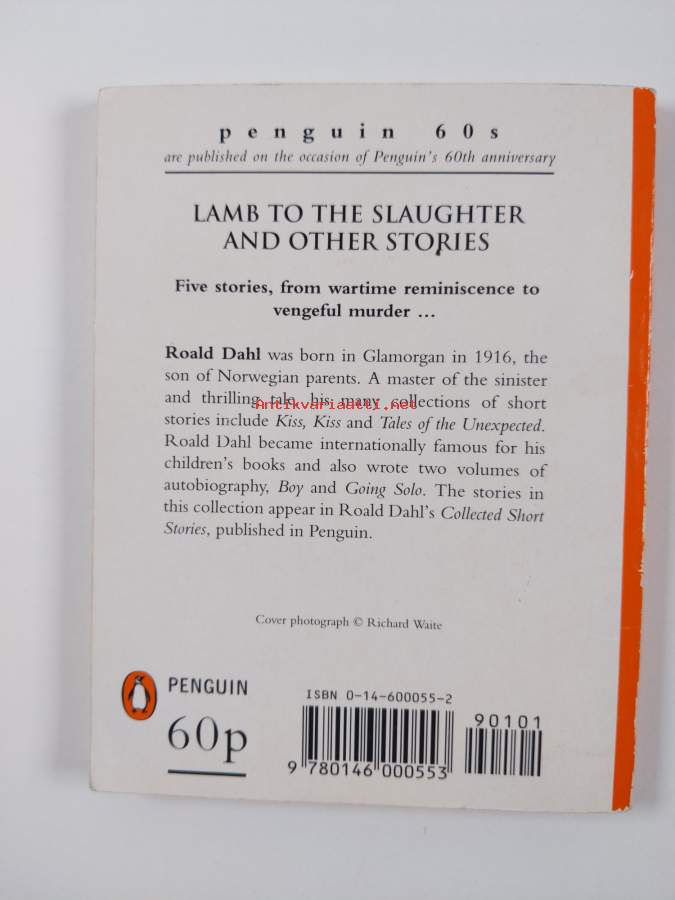 penguin 60s
are published on the occasion of Penguin's 60th anniversary
LAMB TO THE SLAUGHTER
AND OTHER STORIES
Five stories, from wartime reminiscence to
vengeful murder ...
Roald Dahl was born in Glamorgan in 1916, the
son of Norwegian parents. A master of the sinister
and thrilling tale, his many collections of short
Antikvariaatti.net
stories include Kiss, Kiss and Tales of the Unexpected.
Roald Dahl became internationally famous for his
children's books and also wrote two volumes of
autobiography, Boy and Going Solo. The stories in
this collection appear in Roald Dahl's Collected Short
Stories, published in Penguin.
Cover photograph © Richard Waite
PENGUIN
60p
ISBN 0-14-600055-2
90101
9 780146 000553